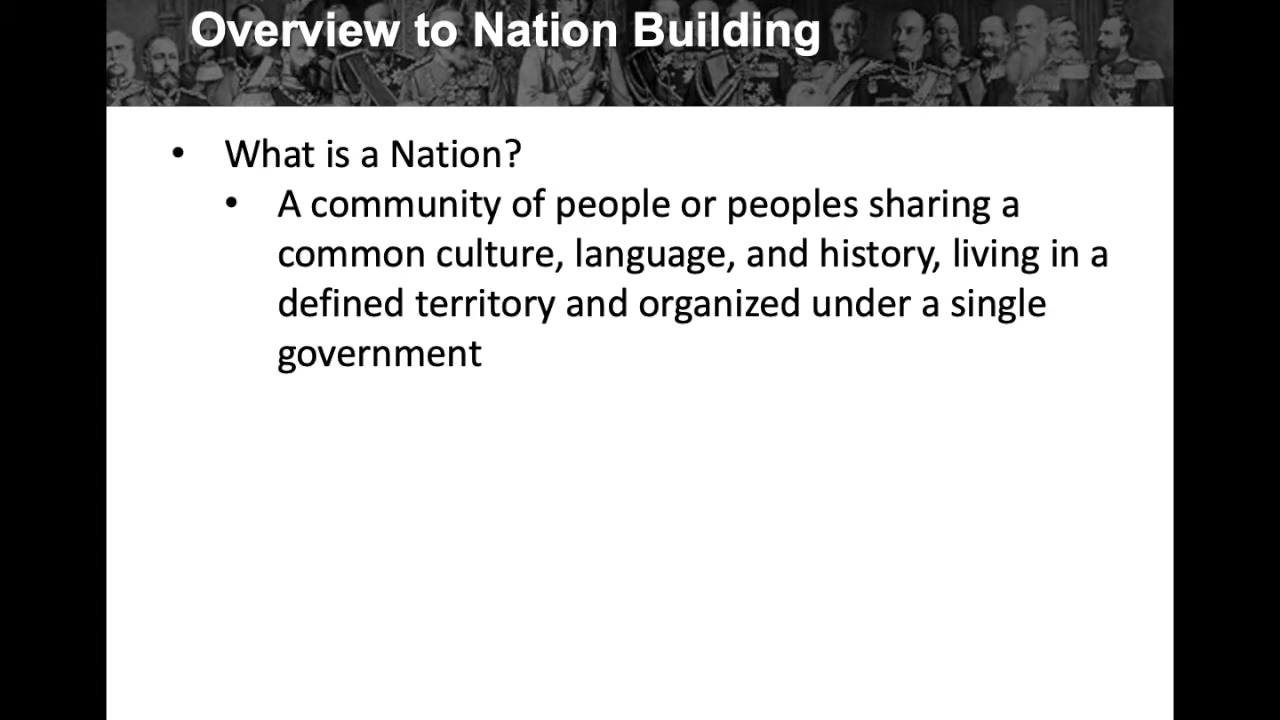 Overview to Nation Building
• What is a Nation?
• A community of people or peoples sharing a
common culture, language, and history, living in a
defined territory and organized under a single
government